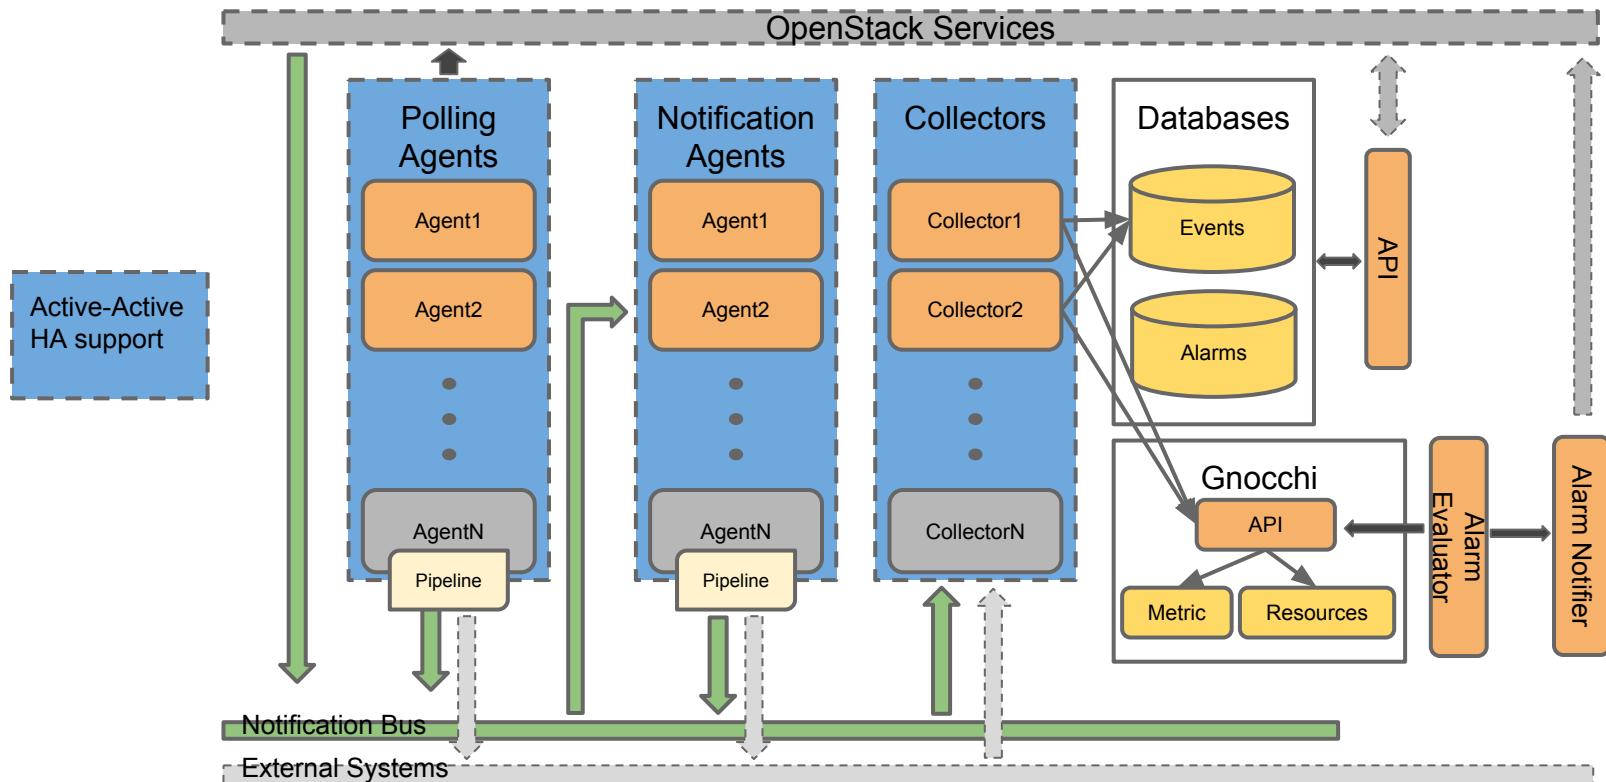 OpenStack Services
Polling
Agents
Agent1
Agent2
AgentN
Pipeline
Notification
Agents
Agent1
Agent2
AgentN
Pipeline
Collectors
Collector1
Collector2
CollectorN
Databases
Events
Alarms
API
Active-Active
HA support
Gnocchi
API
Metric
Resources
Alarm
Evaluator
Alarm Notifier
Notification Bus
External Systems